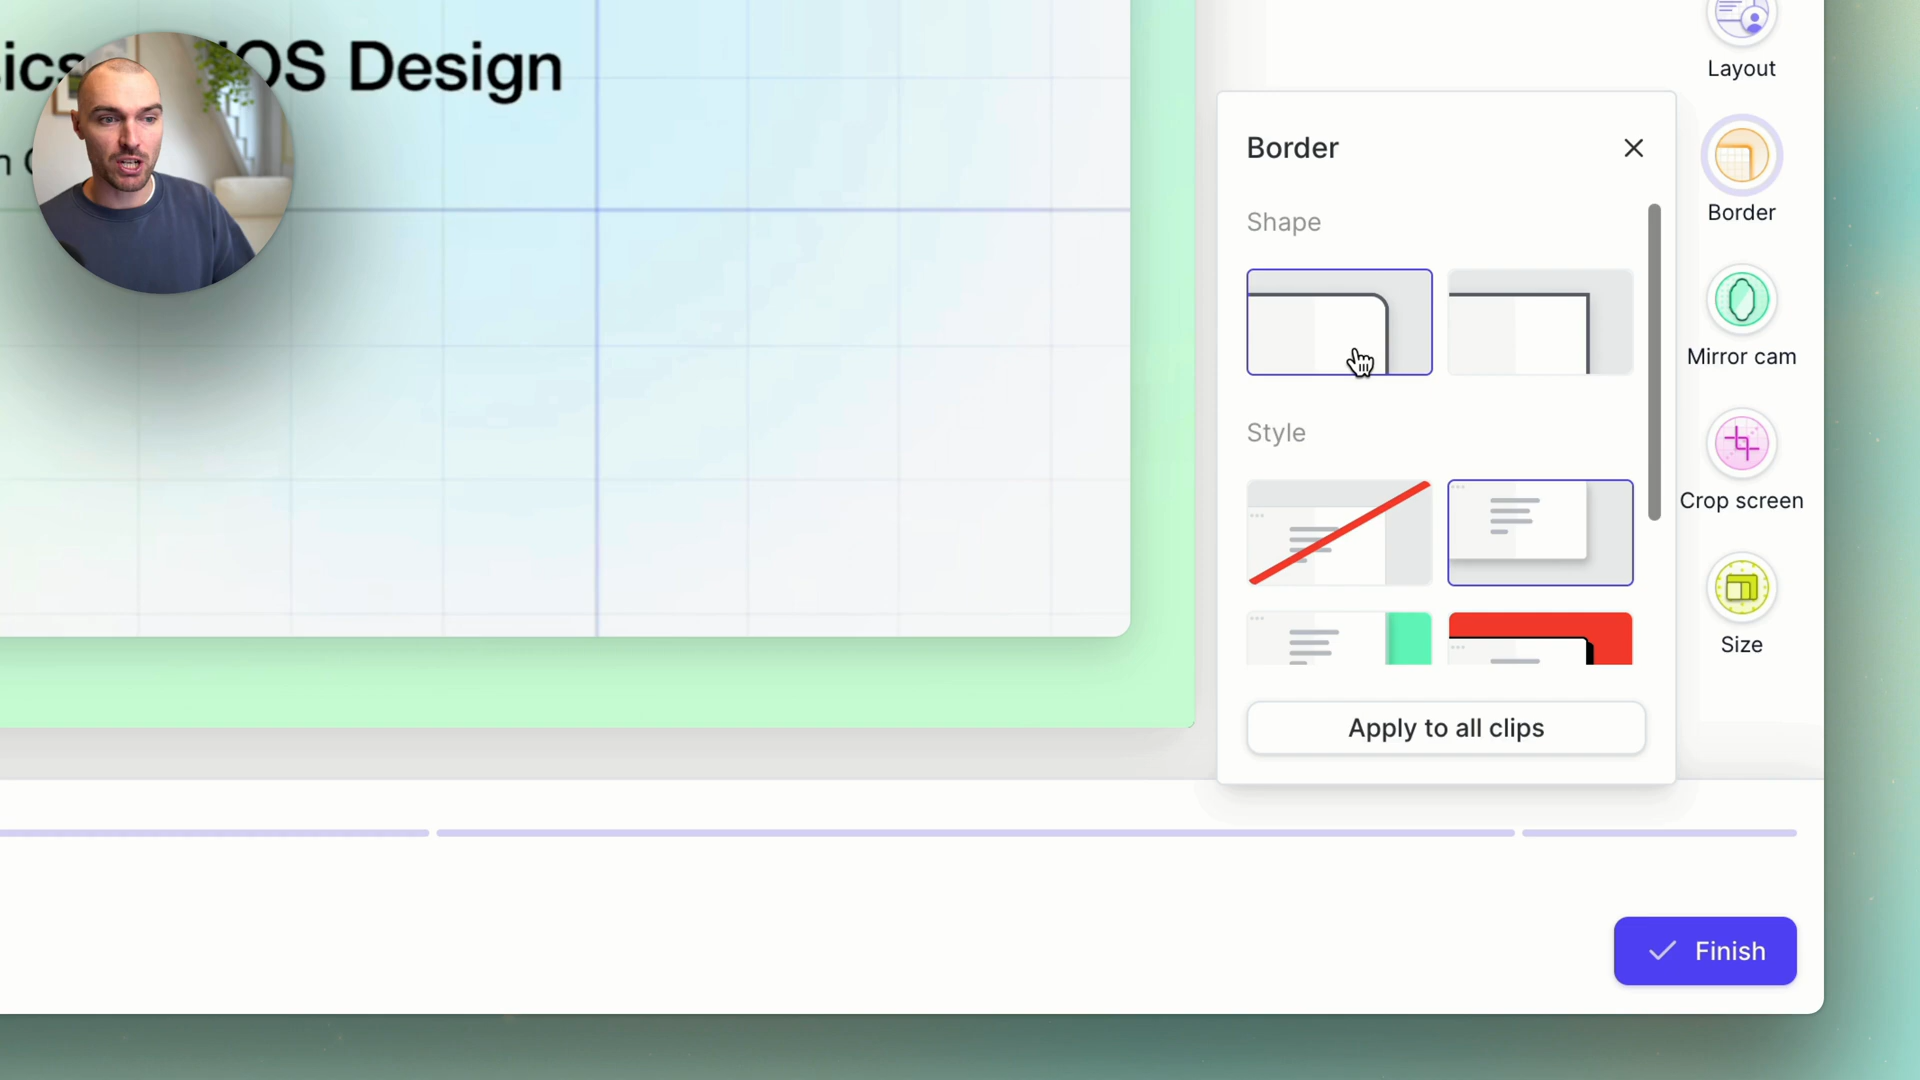 OS Design
Layout
Border
Border
Shape
Mirror cam
Style
Crop screen
Size
Apply to all clips
Finish